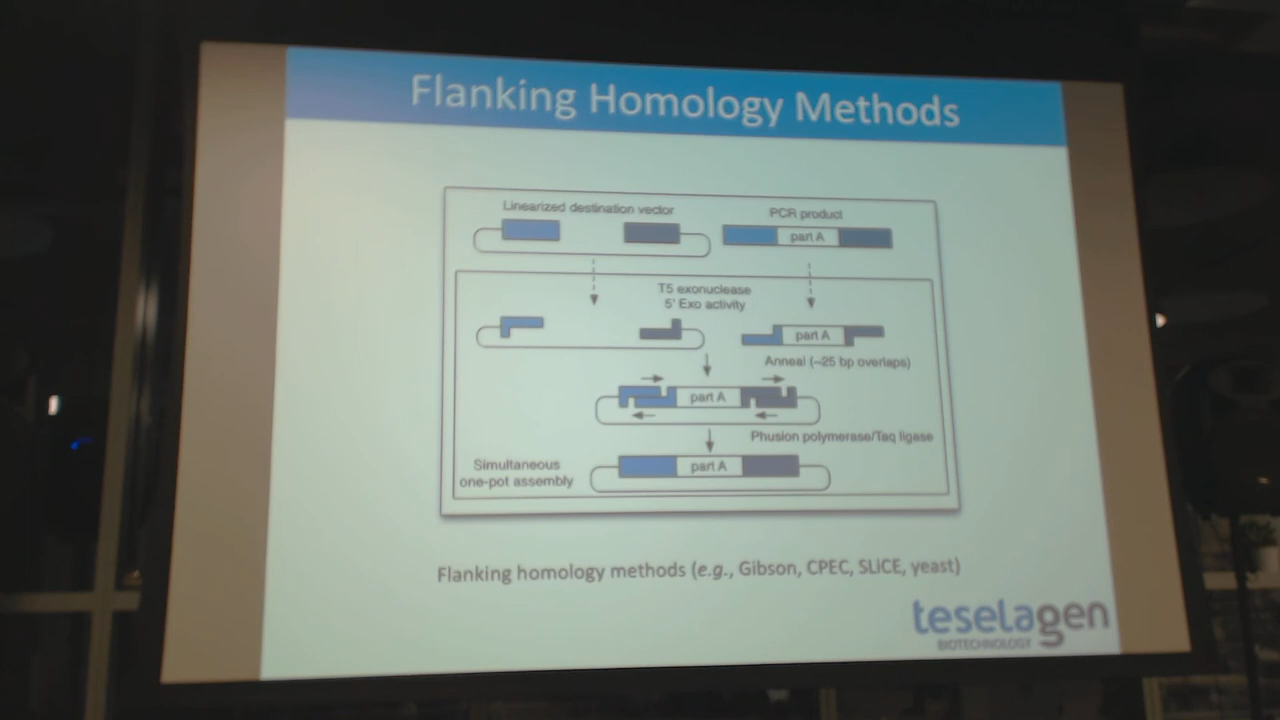 Flanking Homology Methods
Linearized destination vector
PCR product
part A
T5 exonuclease
5' Exo activity
part A
Anneal (~25 bp overlaps)
part A
Phusion polymerase/Taq ligase
Simultaneous
one-pot assembly
part A
Flanking homology methods (e.g., Gibson, CPEC, SLiCE, yeast)
teselagen
BIOTECHNOLOGY